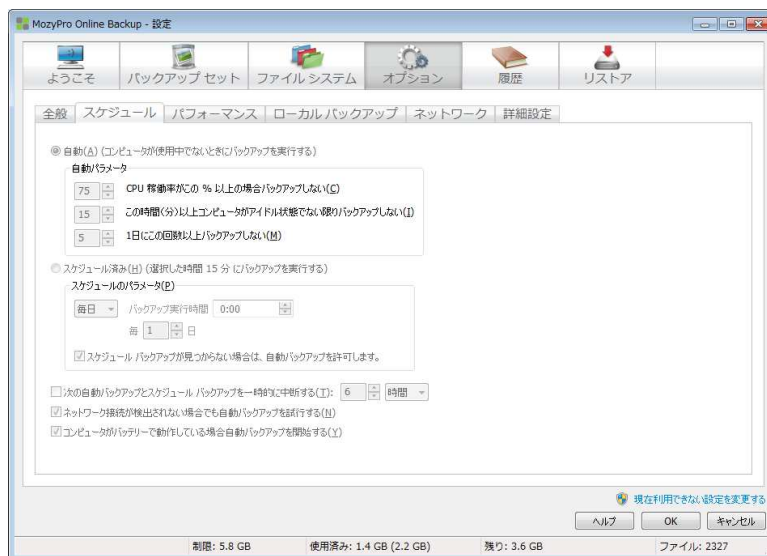 MozyPro Online Backup - 設定
ようこそ
バックアップ セット
ファイル システム
オプション
履歴
リストア
全般
スケジュール
パフォーマンス
ローカル バックアップ
ネットワーク
詳細設定
自動(A) (コンピュータが使用中でないときにバックアップを実行する)
自動パラメータ
75 CPU 稼働率がこの % 以上の場合バックアップしない(C)
15 この時間(分)以上コンピュータがアイドル状態でない限りバックアップしない(I)
5 1日にこの回数以上バックアップしない(M)
スケジュール済み(H) (選択した時間 15 分 にバックアップを実行する)
スケジュールのパラメータ(P)
毎日 バックアップ実行時間 0:00
毎 1 日
スケジュール バックアップが見つからない場合は、自動バックアップを許可します。
次の自動バックアップとスケジュール バックアップを一時的に中断する(T): 6 時間
ネットワーク接続が検出されない場合でも自動バックアップを試行する(N)
コンピュータがバッテリーで動作している場合自動バックアップを開始する(Y)
現在利用できない設定を変更する
ヘルプ OK キャンセル
制限: 5.8 GB 使用済み: 1.4 GB (2.2 GB) 残り: 3.6 GB ファイル: 2327